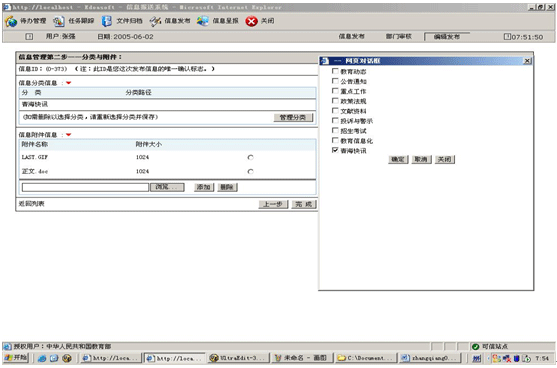 http://localhost - Edosoft - 信息报送系统 - Microsoft Internet Explorer
待办管理 任务跟踪 文件归档 信息发布 信息呈报 关闭
用户:张强 日期:2005-06-02 信息发布 部门审核 编辑发布 07:51:50
信息管理第二步——分类与附件：
信息ID：(0-373) (注：此ID是您这次发布信息的唯一确认标志。)
信息分类信息：
分 类 分类路径
青海快讯
(如需删除以选择分类，请重新选择分类并保存) 管理分类
信息附件信息：
附件名称 附件大小
LAST.GIF 1024
正文.doc 1024
浏览... 添加 删除
返回列表 上一步 完 成
-- 网页对话框
教育动态
公告通知
重点工作
政策法规
文献资料
投诉与警示
招生考试
教育信息化
青海快讯
确定 取消 关闭
授权用户：中华人民共和国教育部 可信站点
开始 http://loca... http://loca... UltraEdit-3... 未命名 - 画图 C:\Document... zhangqiang0... 7:54